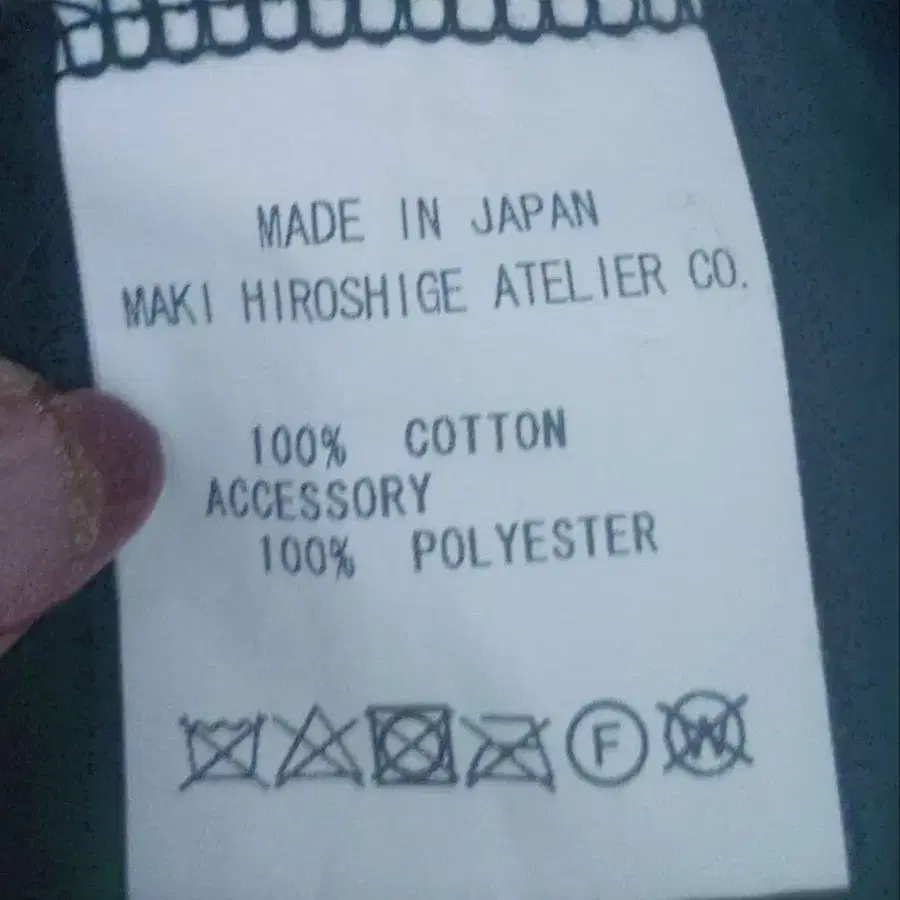 MADE IN JAPAN
MAKI HIROSHIGE ATELIER CO.
100% COTTON
ACCESSORY
100% POLYESTER
F W